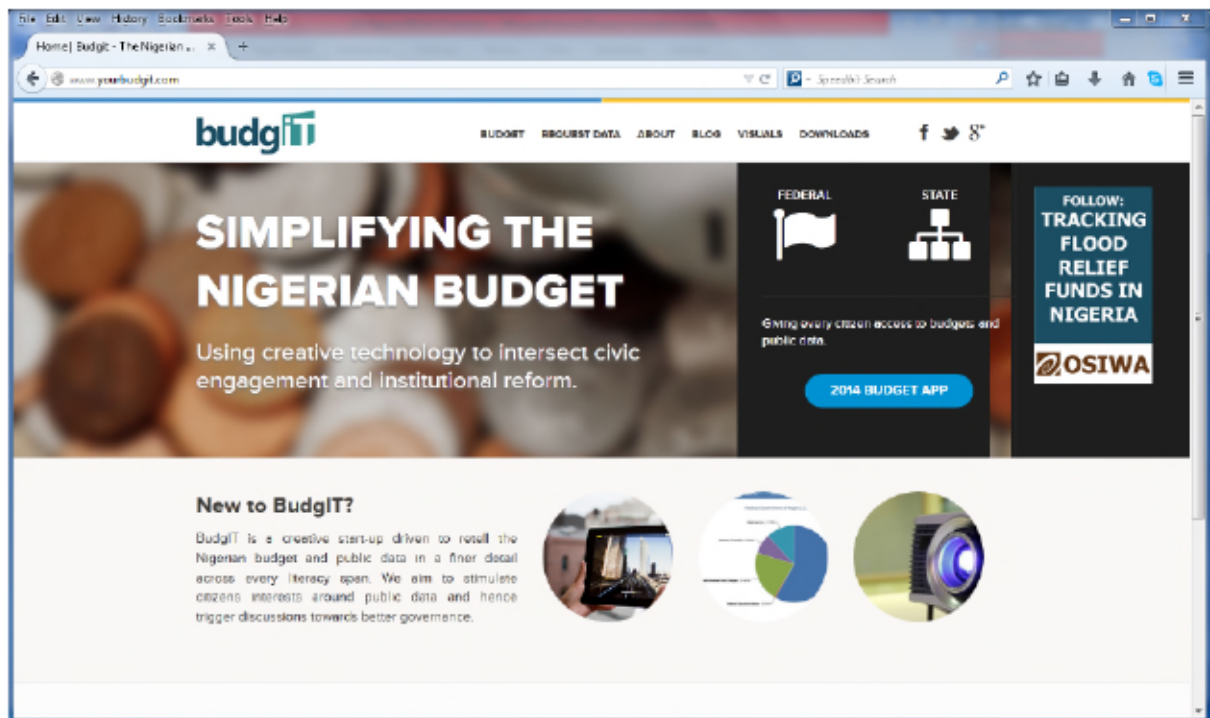 File Edit View History Bookmarks Tools Help
Home | Budgit - The Nigerian ...
www.yourbudgit.com
Speedbit Search
budgIT
BUDGET REQUEST DATA ABOUT BLOG VISUALS DOWNLOADS
SIMPLIFYING THE
NIGERIAN BUDGET
Using creative technology to intersect civic
engagement and institutional reform.
FEDERAL STATE
Giving every citizen access to budgets and
public data.
2014 BUDGET APP
FOLLOW:
TRACKING
FLOOD
RELIEF
FUNDS IN
NIGERIA
OSIWA
New to BudgIT?
BudgIT is a creative start-up driven to retell the
Nigerian budget and public data in a finer detail
across every literacy span. We aim to stimulate
citizens interests around public data and hence
trigger discussions towards better governance.